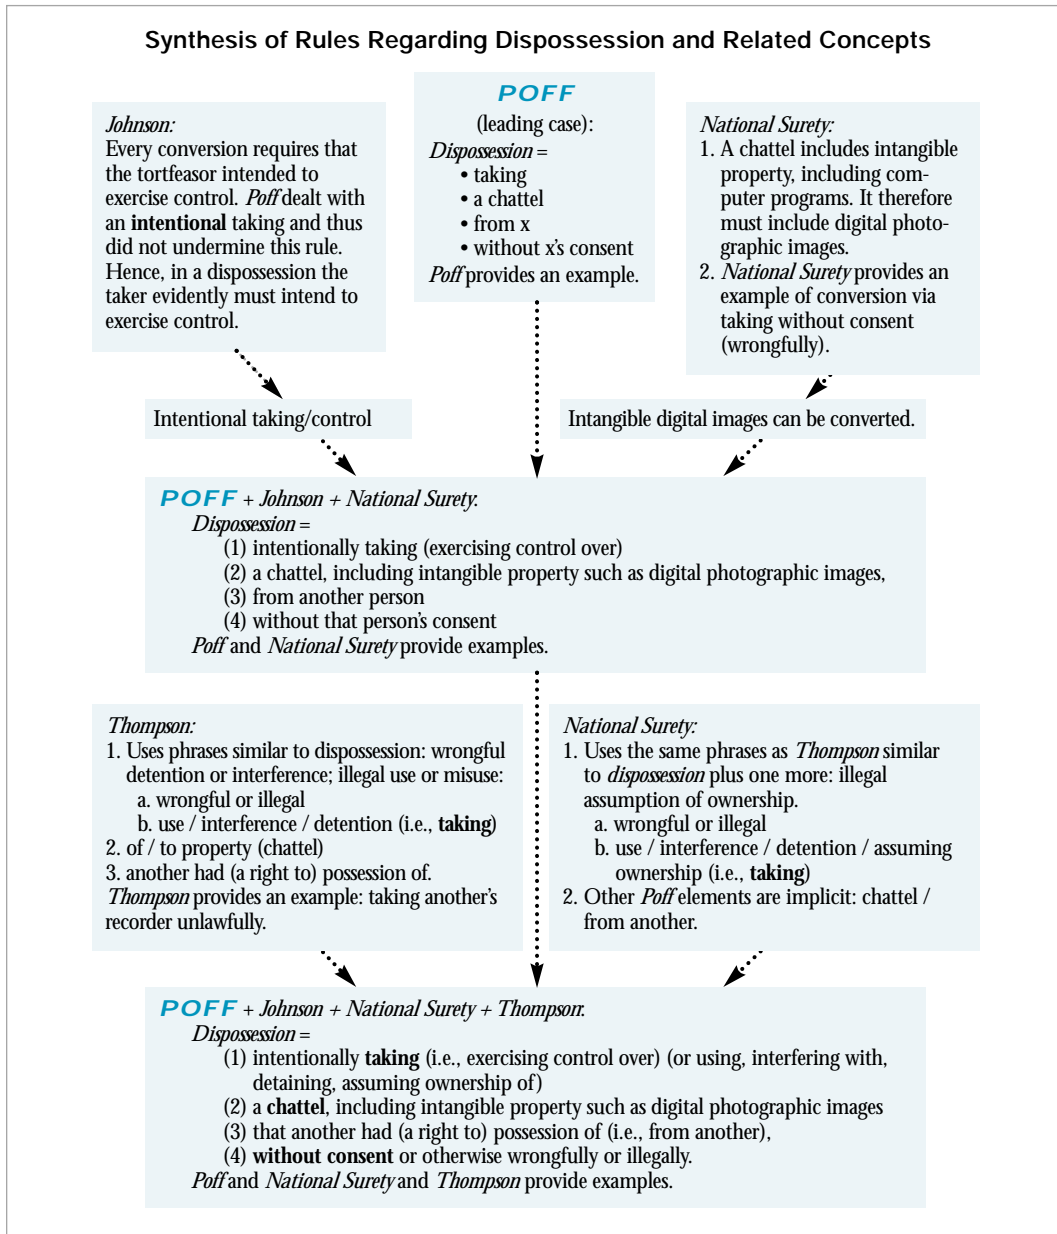 Synthesis of Rules Regarding Dispossession and Related Concepts
Johnson:
Every conversion requires that
the tortfeasor intended to
exercise control. Poff dealt with
an intentional taking and thus
did not undermine this rule.
Hence, in a dispossession the
taker evidently must intend to
exercise control.
POFF
(leading case):
Dispossession =
• taking
• a chattel
• from x
• without x's consent
Poff provides an example.
National Surety:
1. A chattel includes intangible
property, including com-
puter programs. It therefore
must include digital photo-
graphic images.
2. National Surety provides an
example of conversion via
taking without consent
(wrongfully).
Intentional taking/control
Intangible digital images can be converted.
POFF + Johnson + National Surety:
Dispossession =
(1) intentionally taking (exercising control over)
(2) a chattel, including intangible property such as digital photographic images,
(3) from another person
(4) without that person's consent
Poff and National Surety provide examples.
Thompson:
1. Uses phrases similar to dispossession: wrongful
detention or interference; illegal use or misuse:
a. wrongful or illegal
b. use / interference / detention (i.e., taking)
2. of / to property (chattel)
3. another had (a right to) possession of.
Thompson provides an example: taking another's
recorder unlawfully.
National Surety:
1. Uses the same phrases as Thompson similar
to dispossession plus one more: illegal
assumption of ownership.
a. wrongful or illegal
b. use / interference / detention / assuming
ownership (i.e., taking)
2. Other Poff elements are implicit: chattel /
from another.
POFF + Johnson + National Surety + Thompson:
Dispossession =
(1) intentionally taking (i.e., exercising control over) (or using, interfering with,
detaining, assuming ownership of)
(2) a chattel, including intangible property such as digital photographic images
(3) that another had (a right to) possession of (i.e., from another),
(4) without consent or otherwise wrongfully or illegally.
Poff and National Surety and Thompson provide examples.